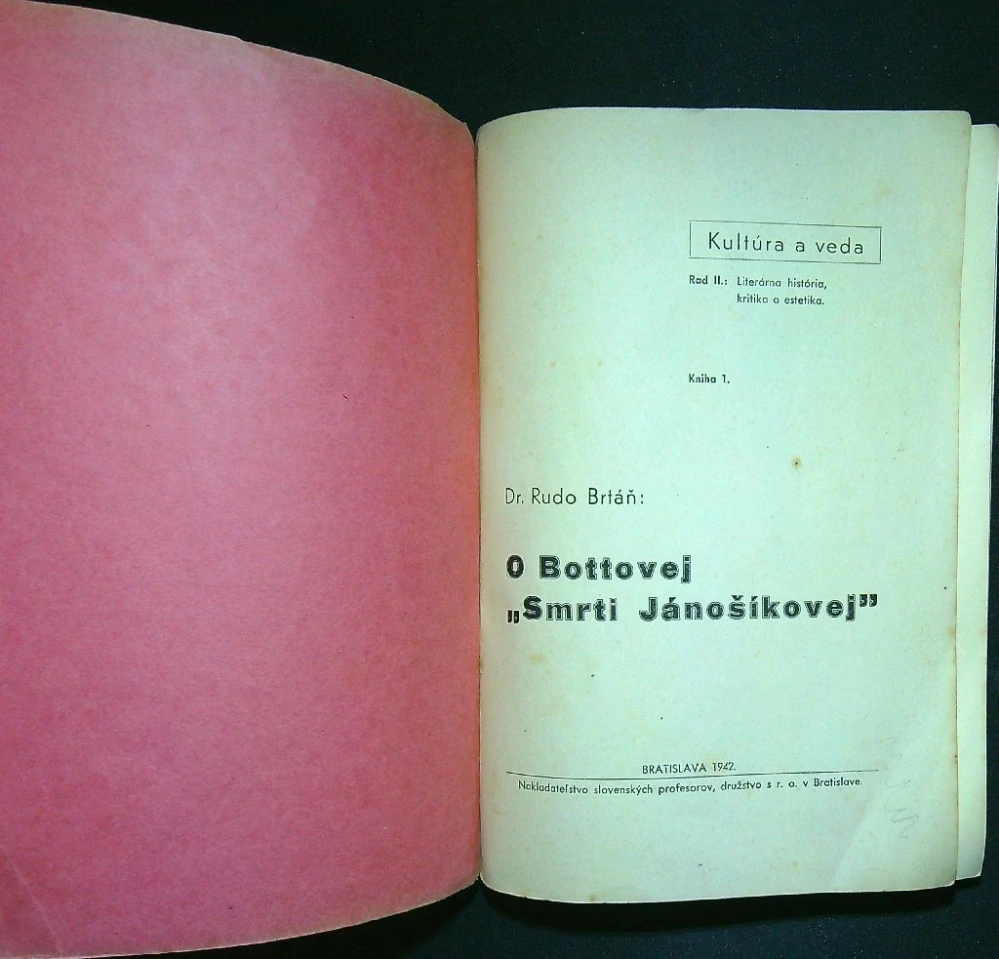 Kultúra a veda
Rad II.: Literárna história,
kritika a estetika.
Kniha 1.
Dr. Rudo Brtáň:
O Bottovej
„Smrti Jánošíkovej”
BRATISLAVA 1942.
Nakladateľstvo slovenských profesorov, družstvo s r. o. v Bratislave.